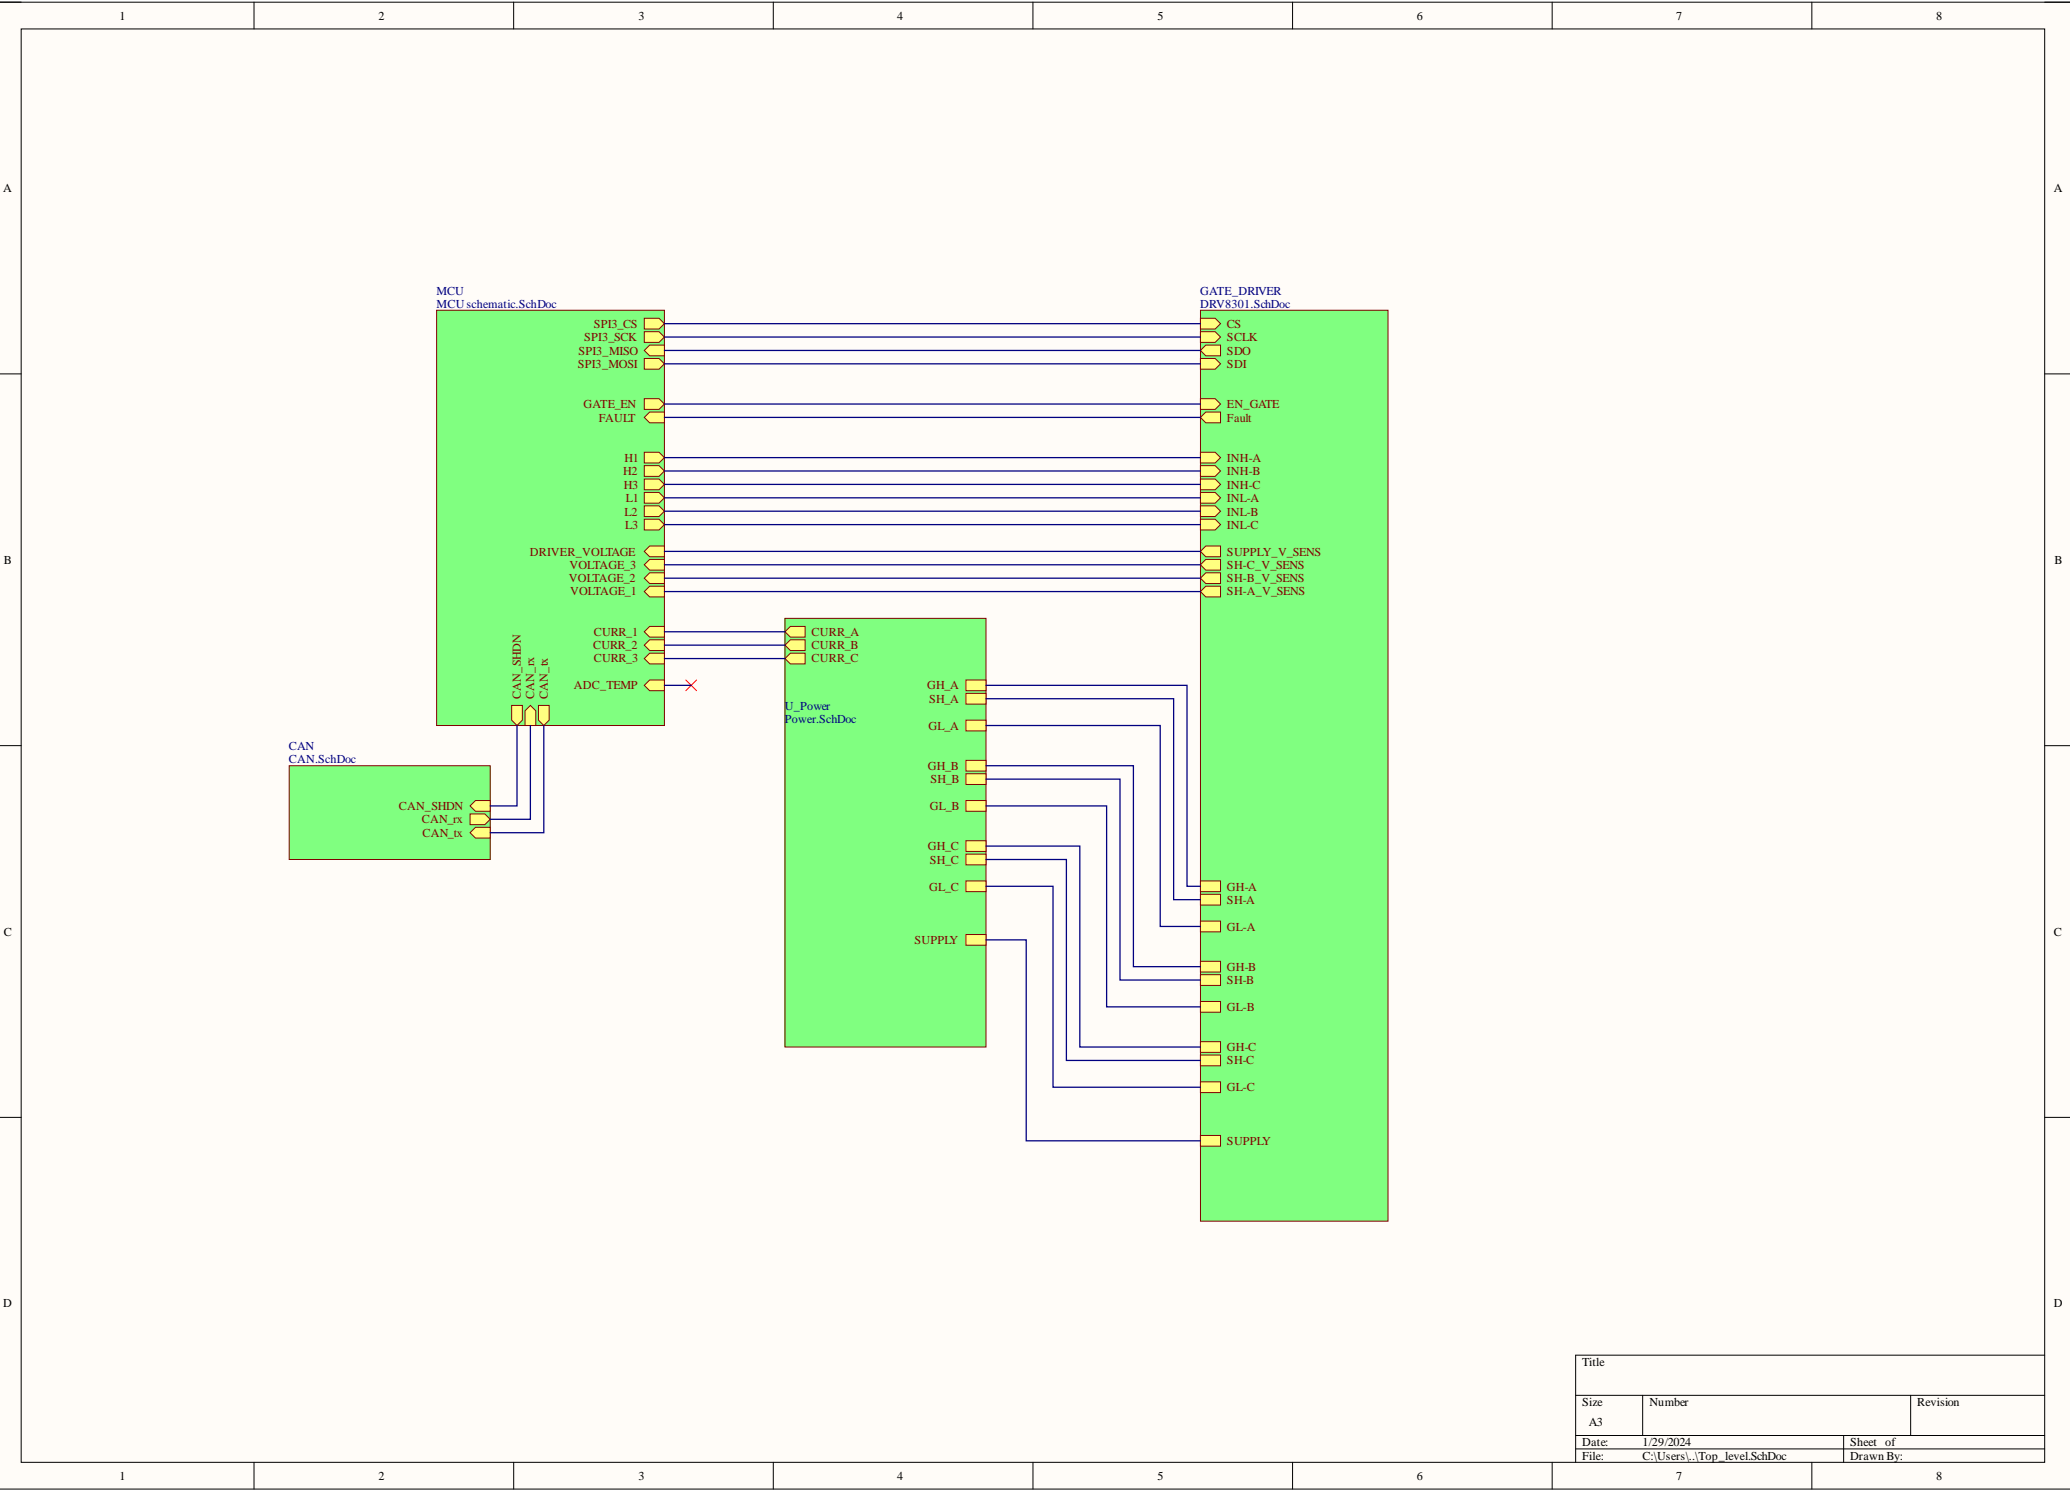 1 2 3 4 5 6 7 8
A A
MCU
MCU schematic.SchDoc
GATE_DRIVER
DRV8301.SchDoc
SPI3_CS CS
SPI3_SCK SCLK
SPI3_MISO SDO
SPI3_MOSI SDI
GATE_EN EN_GATE
FAULT Fault
H1 INH-A
H2 INH-B
H3 INH-C
L1 INL-A
L2 INL-B
L3 INL-C
DRIVER_VOLTAGE SUPPLY_V_SENS
B B
VOLTAGE_3 SH-C_V_SENS
VOLTAGE_2 SH-B_V_SENS
VOLTAGE_1 SH-A_V_SENS
CURR_1 CURR_A
CURR_2 CURR_B
CURR_3 CURR_C
CAN_SHDN
CAN_rx
CAN_tx
ADC_TEMP
GH_A
SH_A
U_Power
Power.SchDoc
GL_A
CAN
CAN.SchDoc
GH_B
SH_B
CAN_SHDN
CAN_rx
CAN_tx
GL_B
GH_C
SH_C
GL_C
GH-A
SH-A
GL-A
C C
SUPPLY
GH-B
SH-B
GL-B
GH-C
SH-C
GL-C
SUPPLY
D D
Title
Size Number Revision
A3
Date: 1/29/2024 Sheet of
File: C:\Users\..\Top_level.SchDoc Drawn By:
1 2 3 4 5 6 7 8